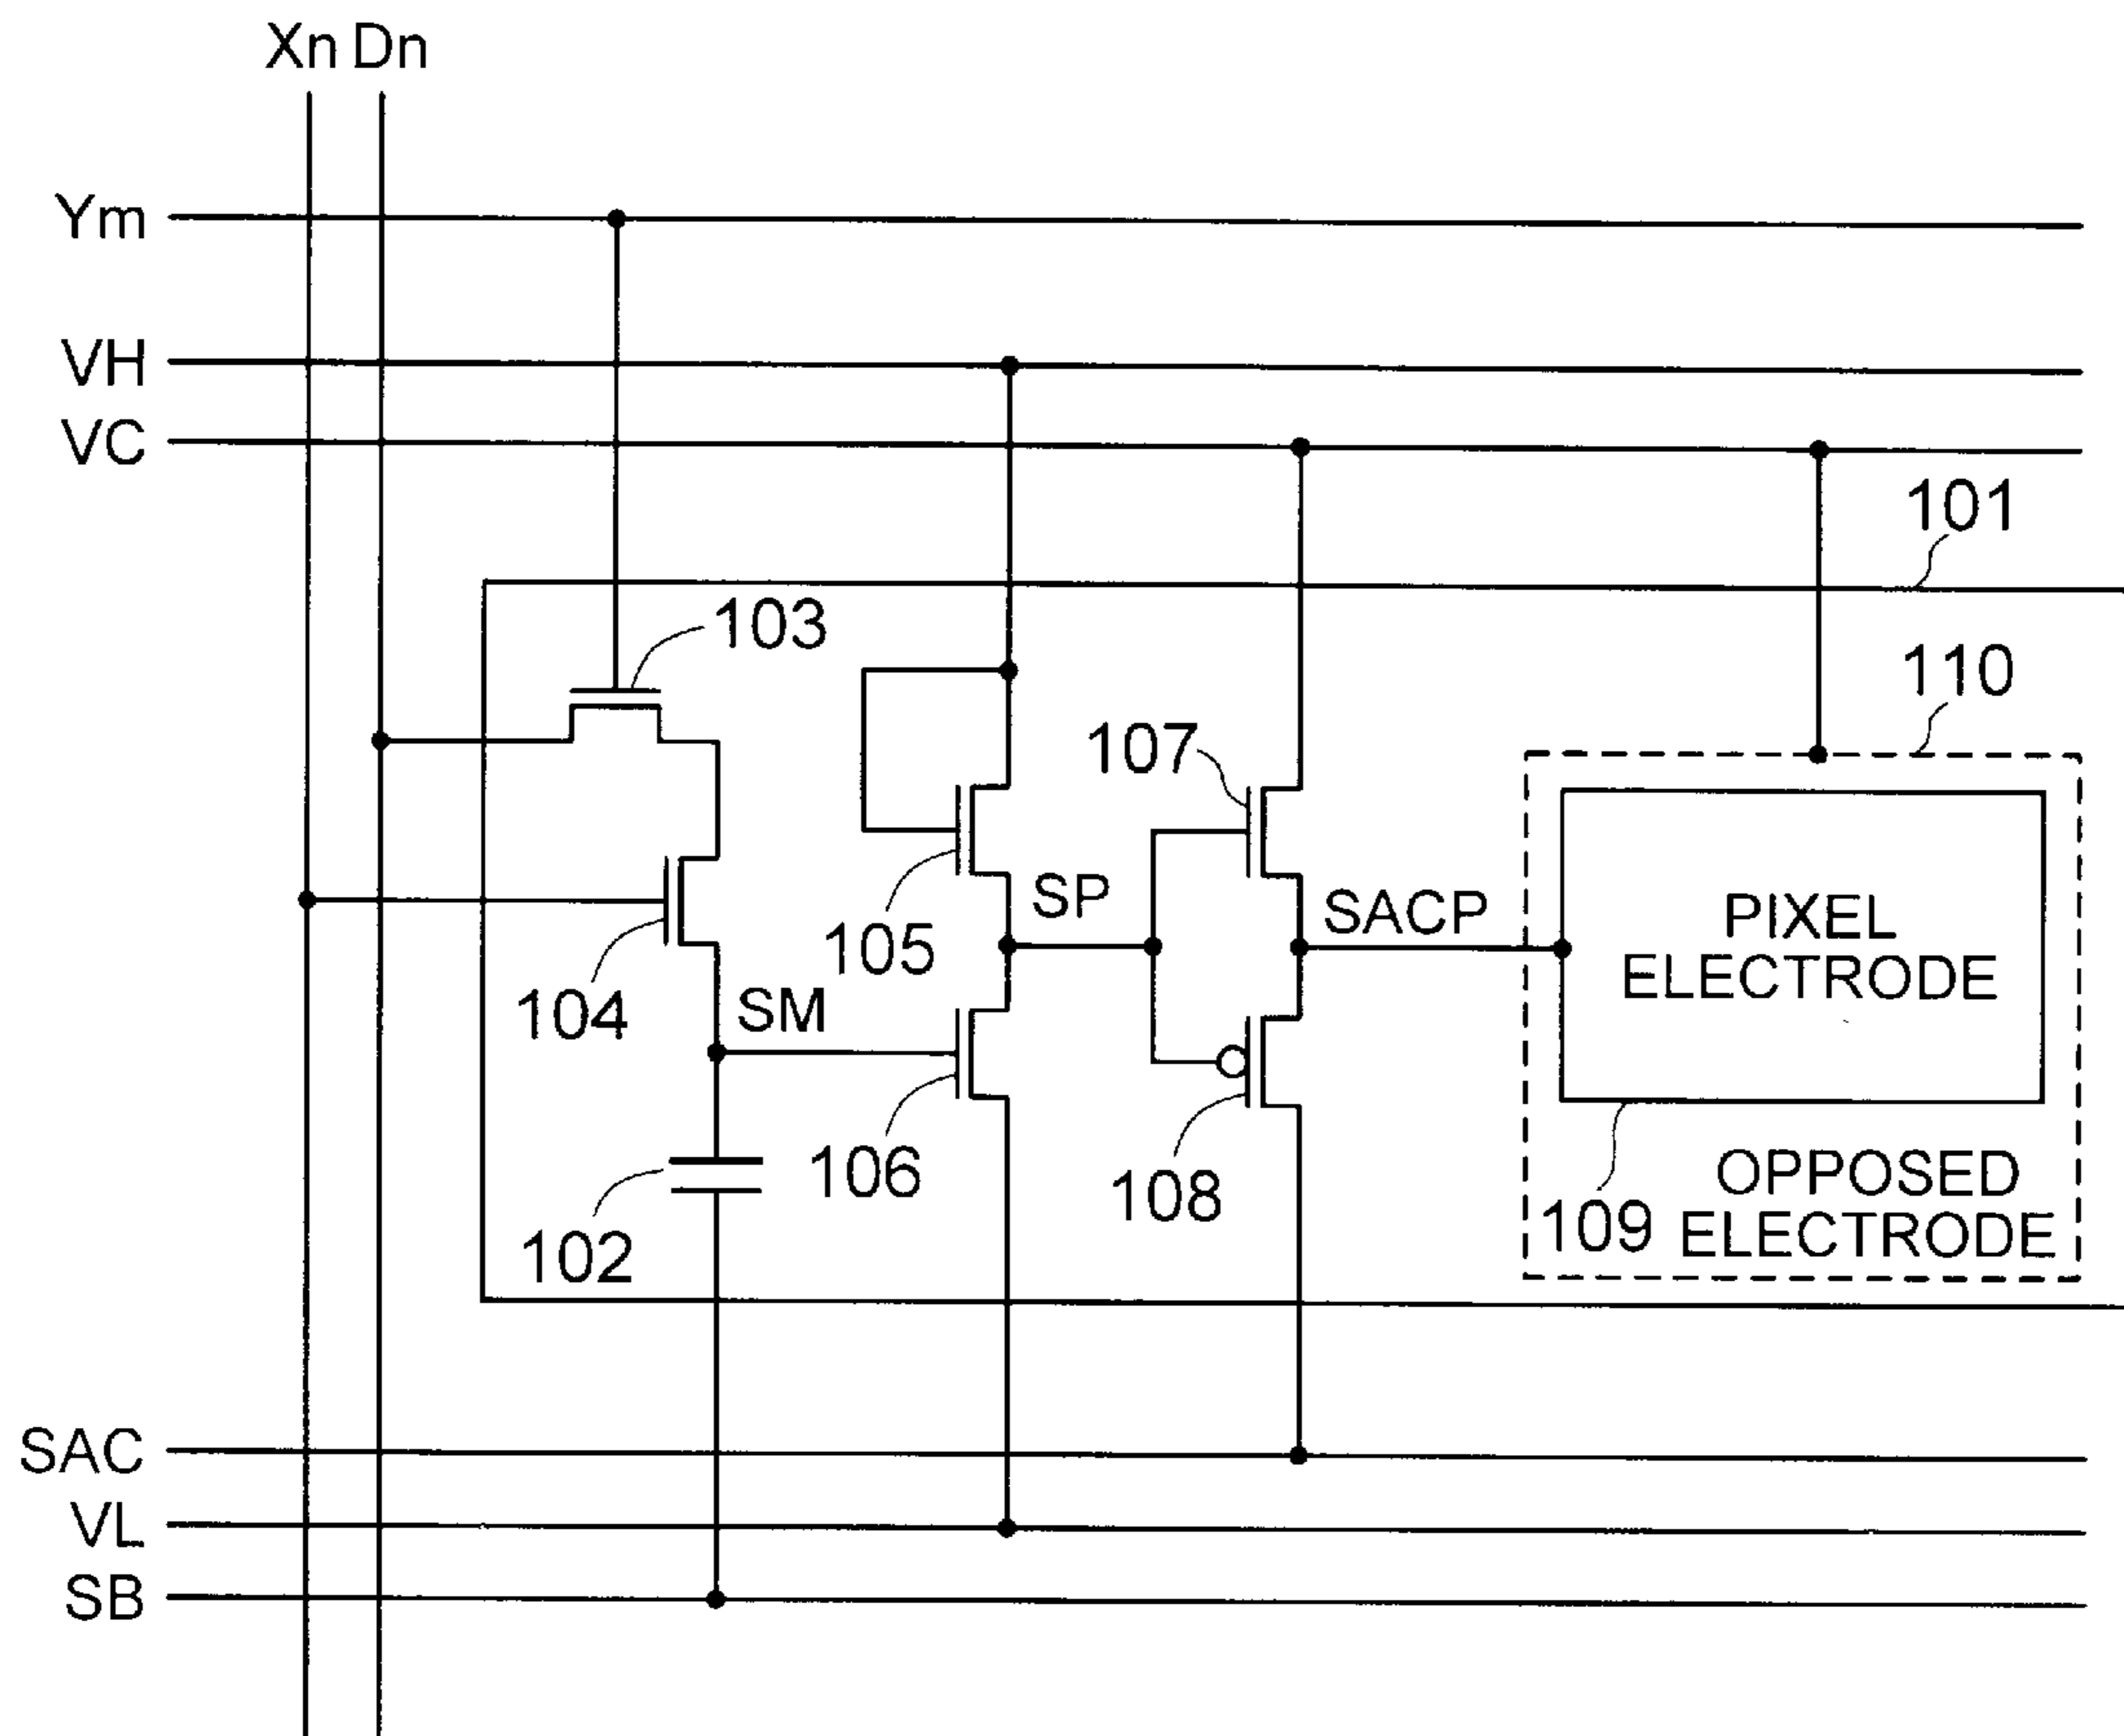 Xn Dn
Ym
VH
VC
101
103
110
107
SP
SACP
PIXEL
ELECTRODE
105
104
SM
106
108
102
109
OPPOSED
ELECTRODE
SAC
VL
SB